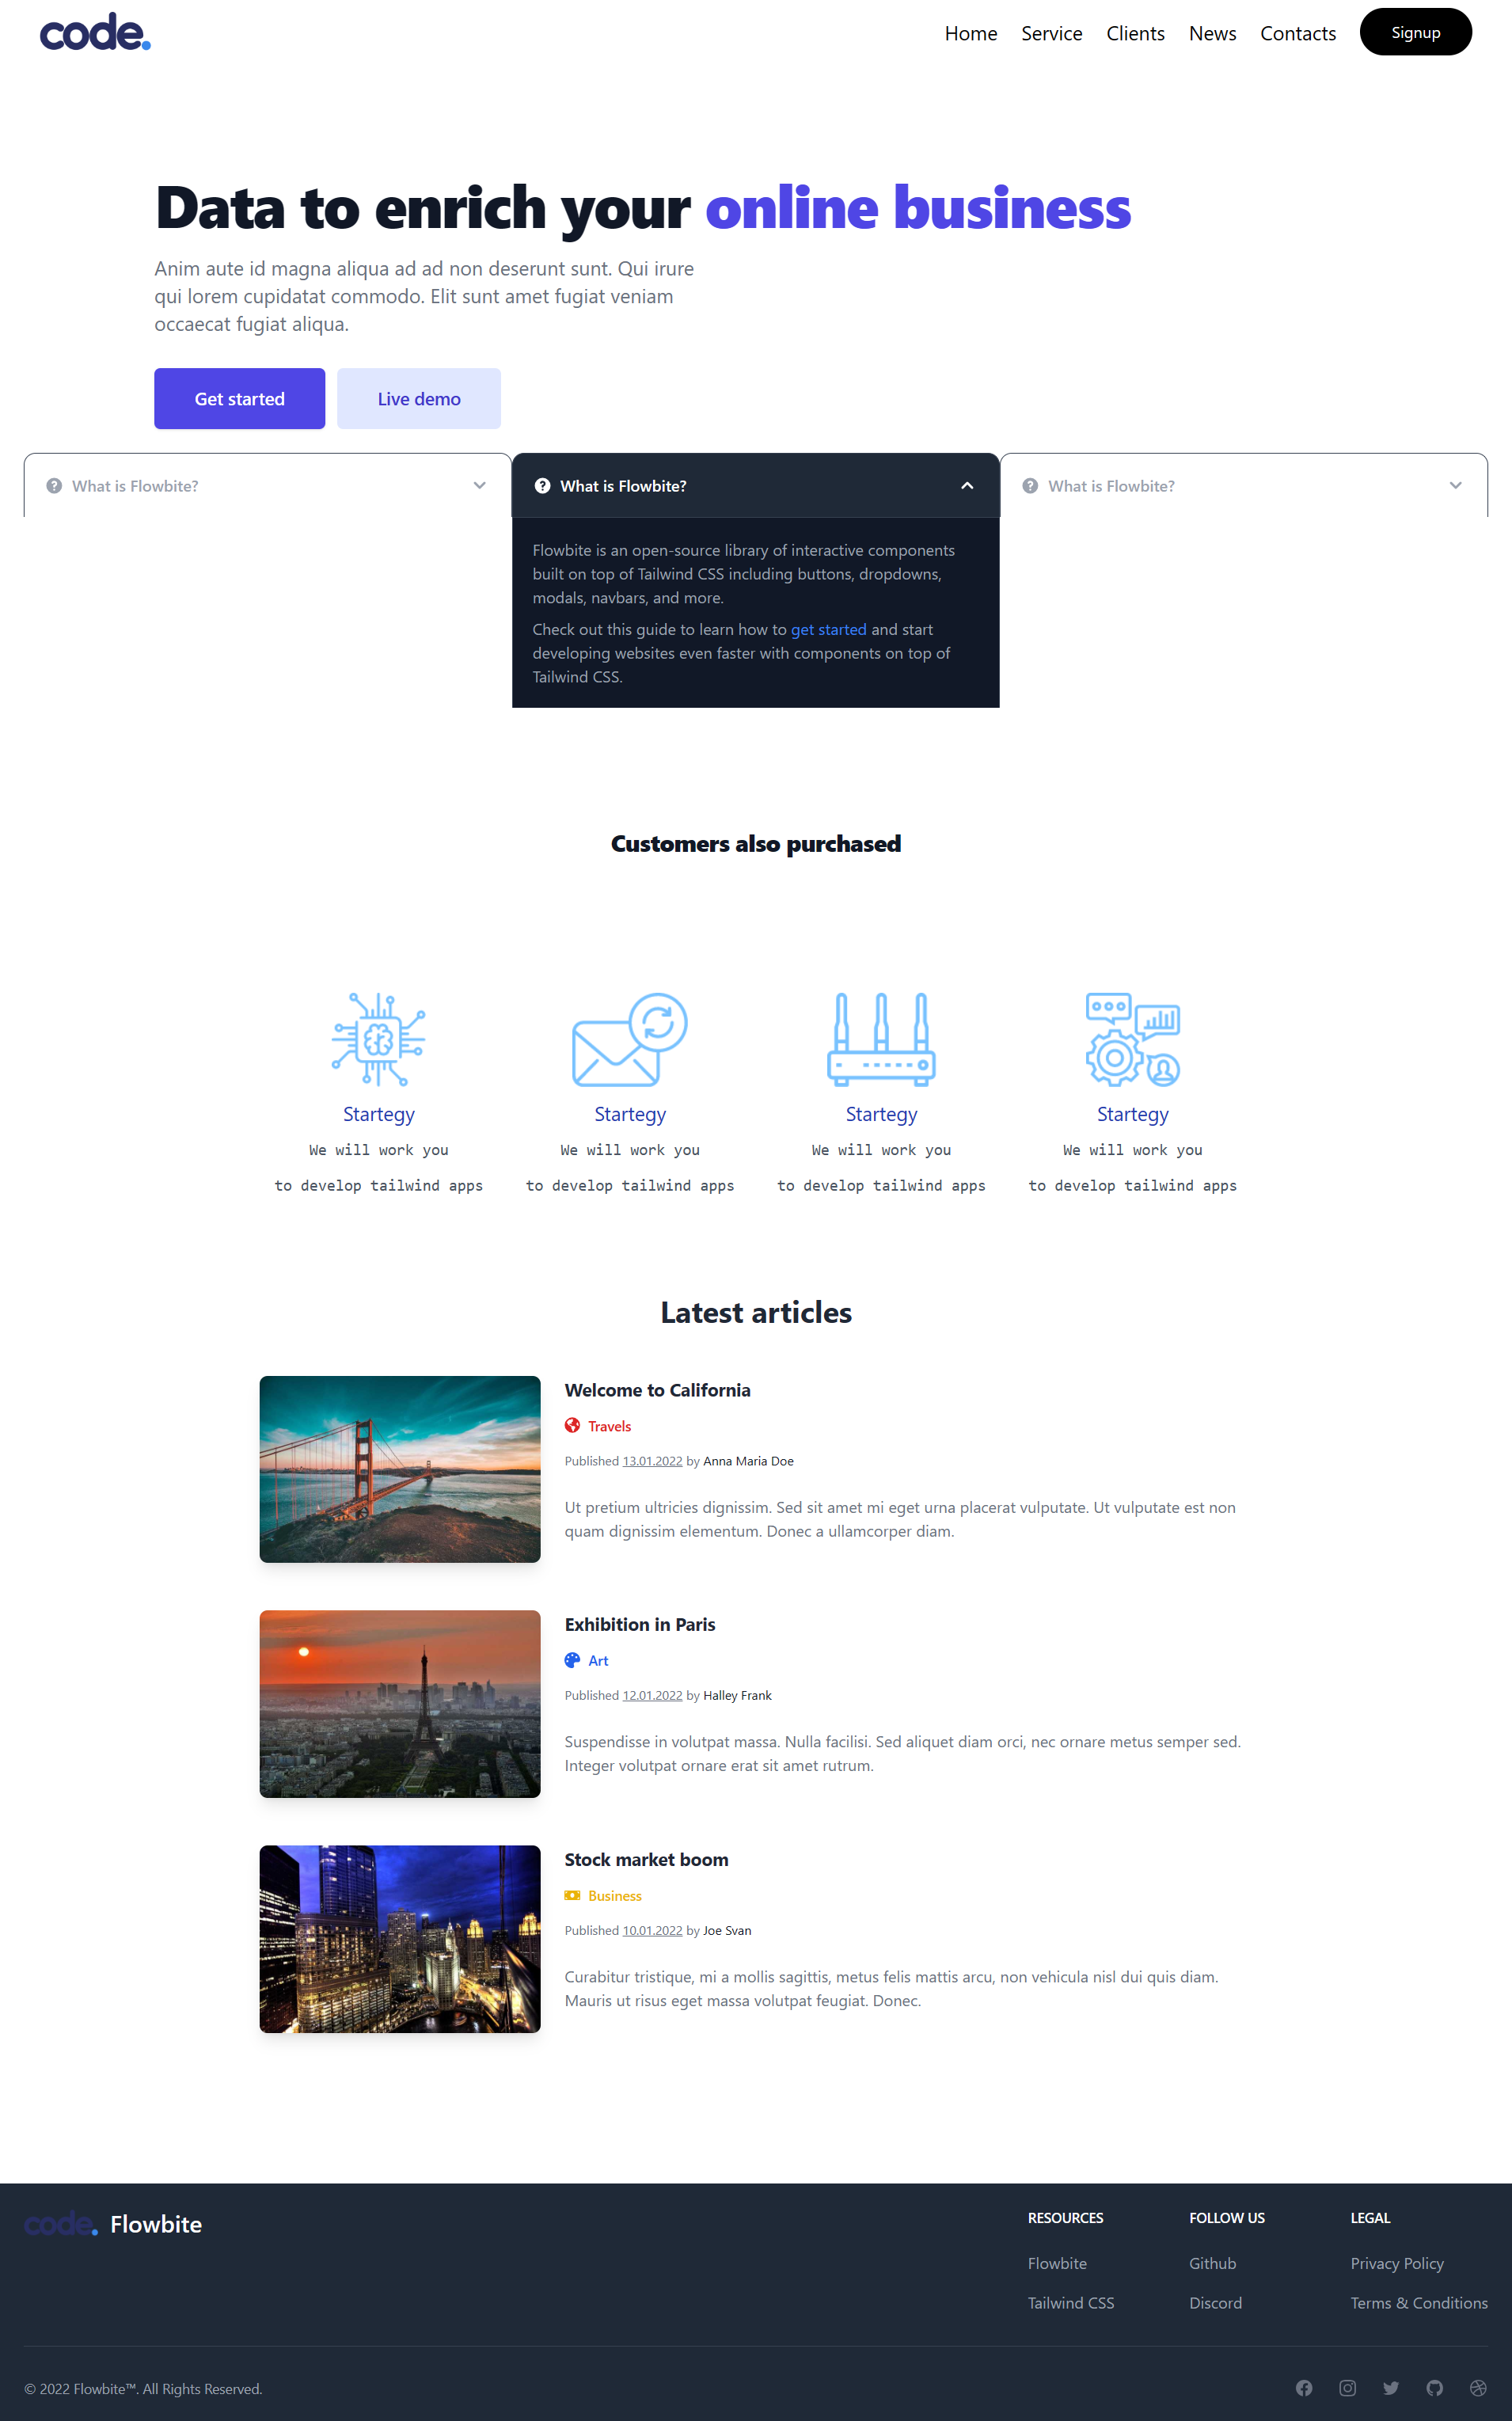 code.
Home Service Clients News Contacts Signup
Data to enrich your online business
Anim aute id magna aliqua ad ad non deserunt sunt. Qui irure
qui lorem cupidatat commodo. Elit sunt amet fugiat veniam
occaecat fugiat aliqua.
Get started Live demo
What is Flowbite? What is Flowbite? What is Flowbite?
Flowbite is an open-source library of interactive components
built on top of Tailwind CSS including buttons, dropdowns,
modals, navbars, and more.
Check out this guide to learn how to get started and start
developing websites even faster with components on top of
Tailwind CSS.
Customers also purchased
Startegy Startegy Startegy Startegy
We will work you We will work you We will work you We will work you
to develop tailwind apps to develop tailwind apps to develop tailwind apps to develop tailwind apps
Latest articles
Welcome to California
Travels
Published 13.01.2022 by Anna Maria Doe
Ut pretium ultricies dignissim. Sed sit amet mi eget urna placerat vulputate. Ut vulputate est non
quam dignissim elementum. Donec a ullamcorper diam.
Exhibition in Paris
Art
Published 12.01.2022 by Halley Frank
Suspendisse in volutpat massa. Nulla facilisi. Sed aliquet diam orci, nec ornare metus semper sed.
Integer volutpat ornare erat sit amet rutrum.
Stock market boom
Business
Published 10.01.2022 by Joe Svan
Curabitur tristique, mi a mollis sagittis, metus felis mattis arcu, non vehicula nisl dui quis diam.
Mauris ut risus eget massa volutpat feugiat. Donec.
code. Flowbite
RESOURCES FOLLOW US LEGAL
Flowbite Github Privacy Policy
Tailwind CSS Discord Terms & Conditions
© 2022 Flowbite™. All Rights Reserved.